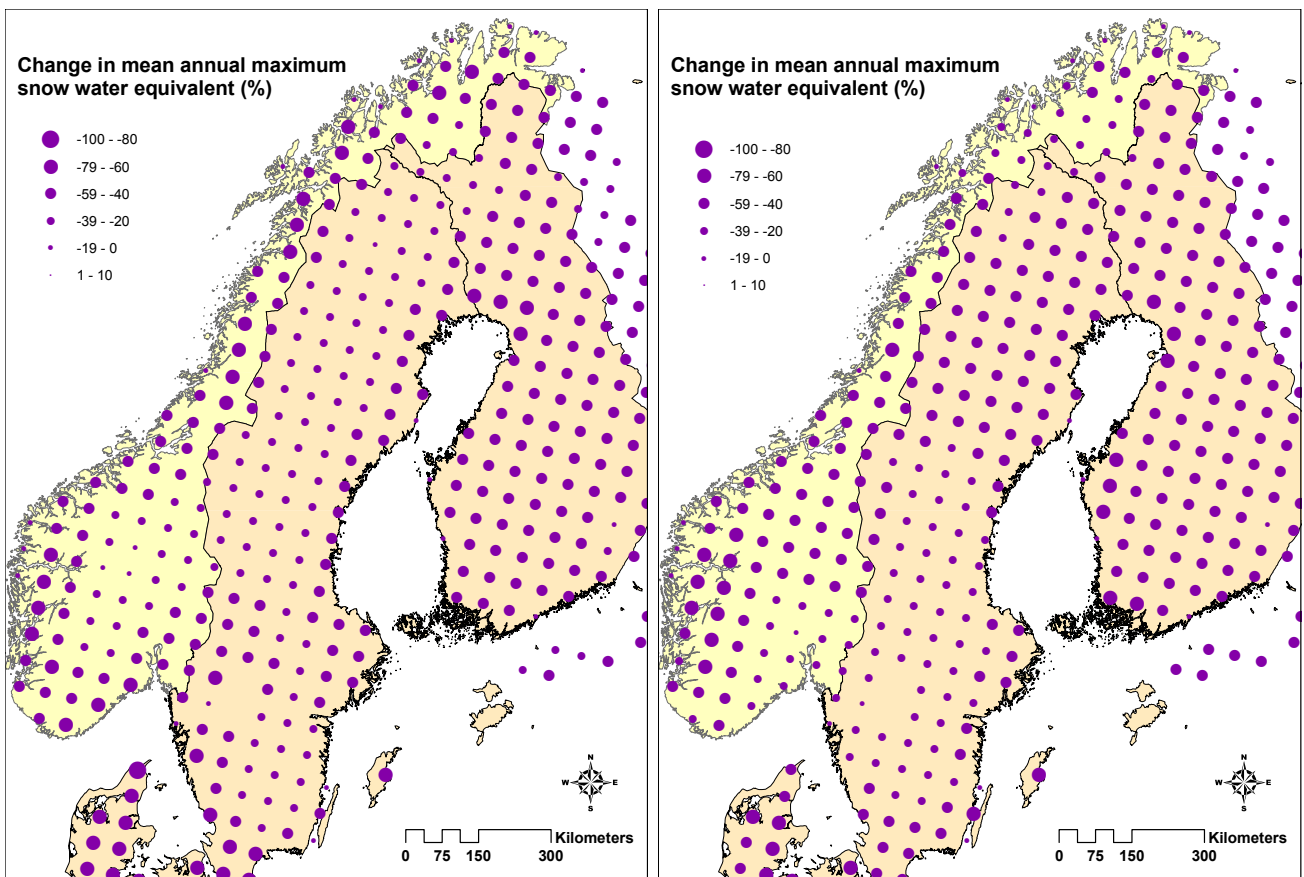 Change in mean annual maximum
snow water equivalent (%)
-100 - -80
-79 - -60
-59 - -40
-39 - -20
-19 - 0
1 - 10
N
W E
S
Kilometers
0 75 150 300
Change in mean annual maximum
snow water equivalent (%)
-100 - -80
-79 - -60
-59 - -40
-39 - -20
-19 - 0
1 - 10
N
W E
S
Kilometers
0 75 150 300